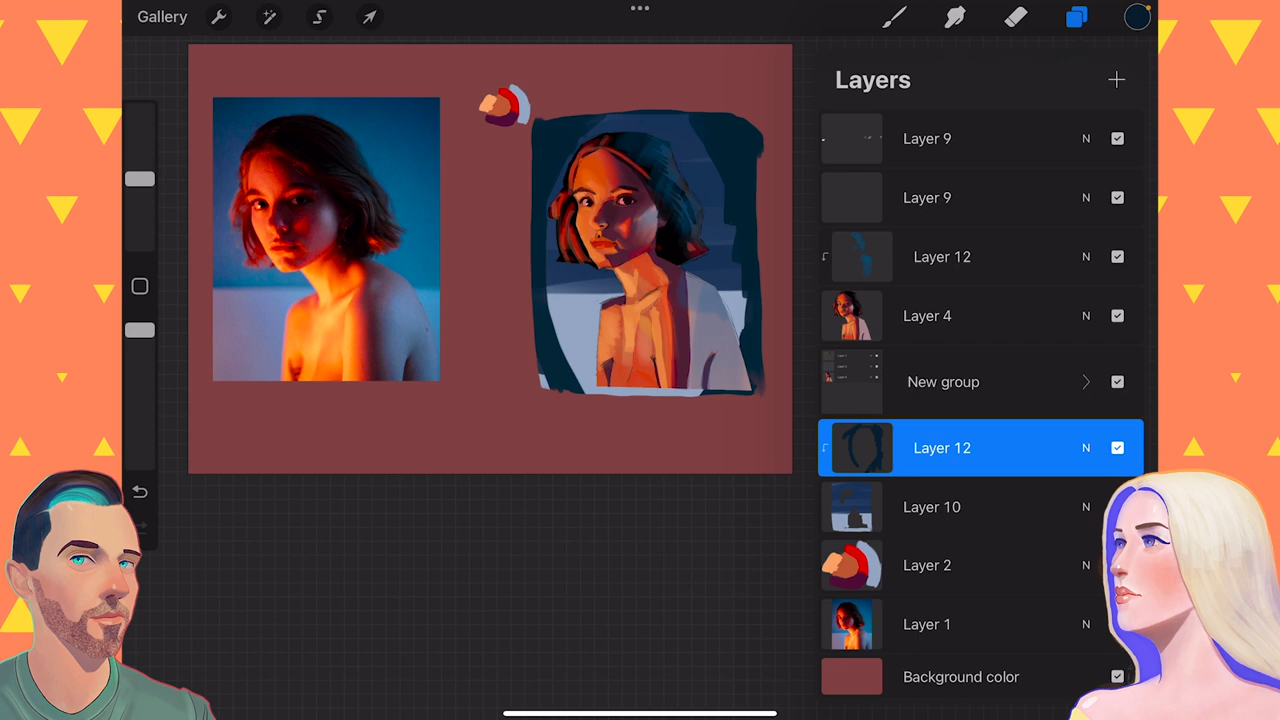 Gallery
Layers
Layer 9 N
Layer 9 N
Layer 12 N
Layer 4 N
New group
Layer 12 N
Layer 10 N
Layer 2 N
Layer 1 N
Background color